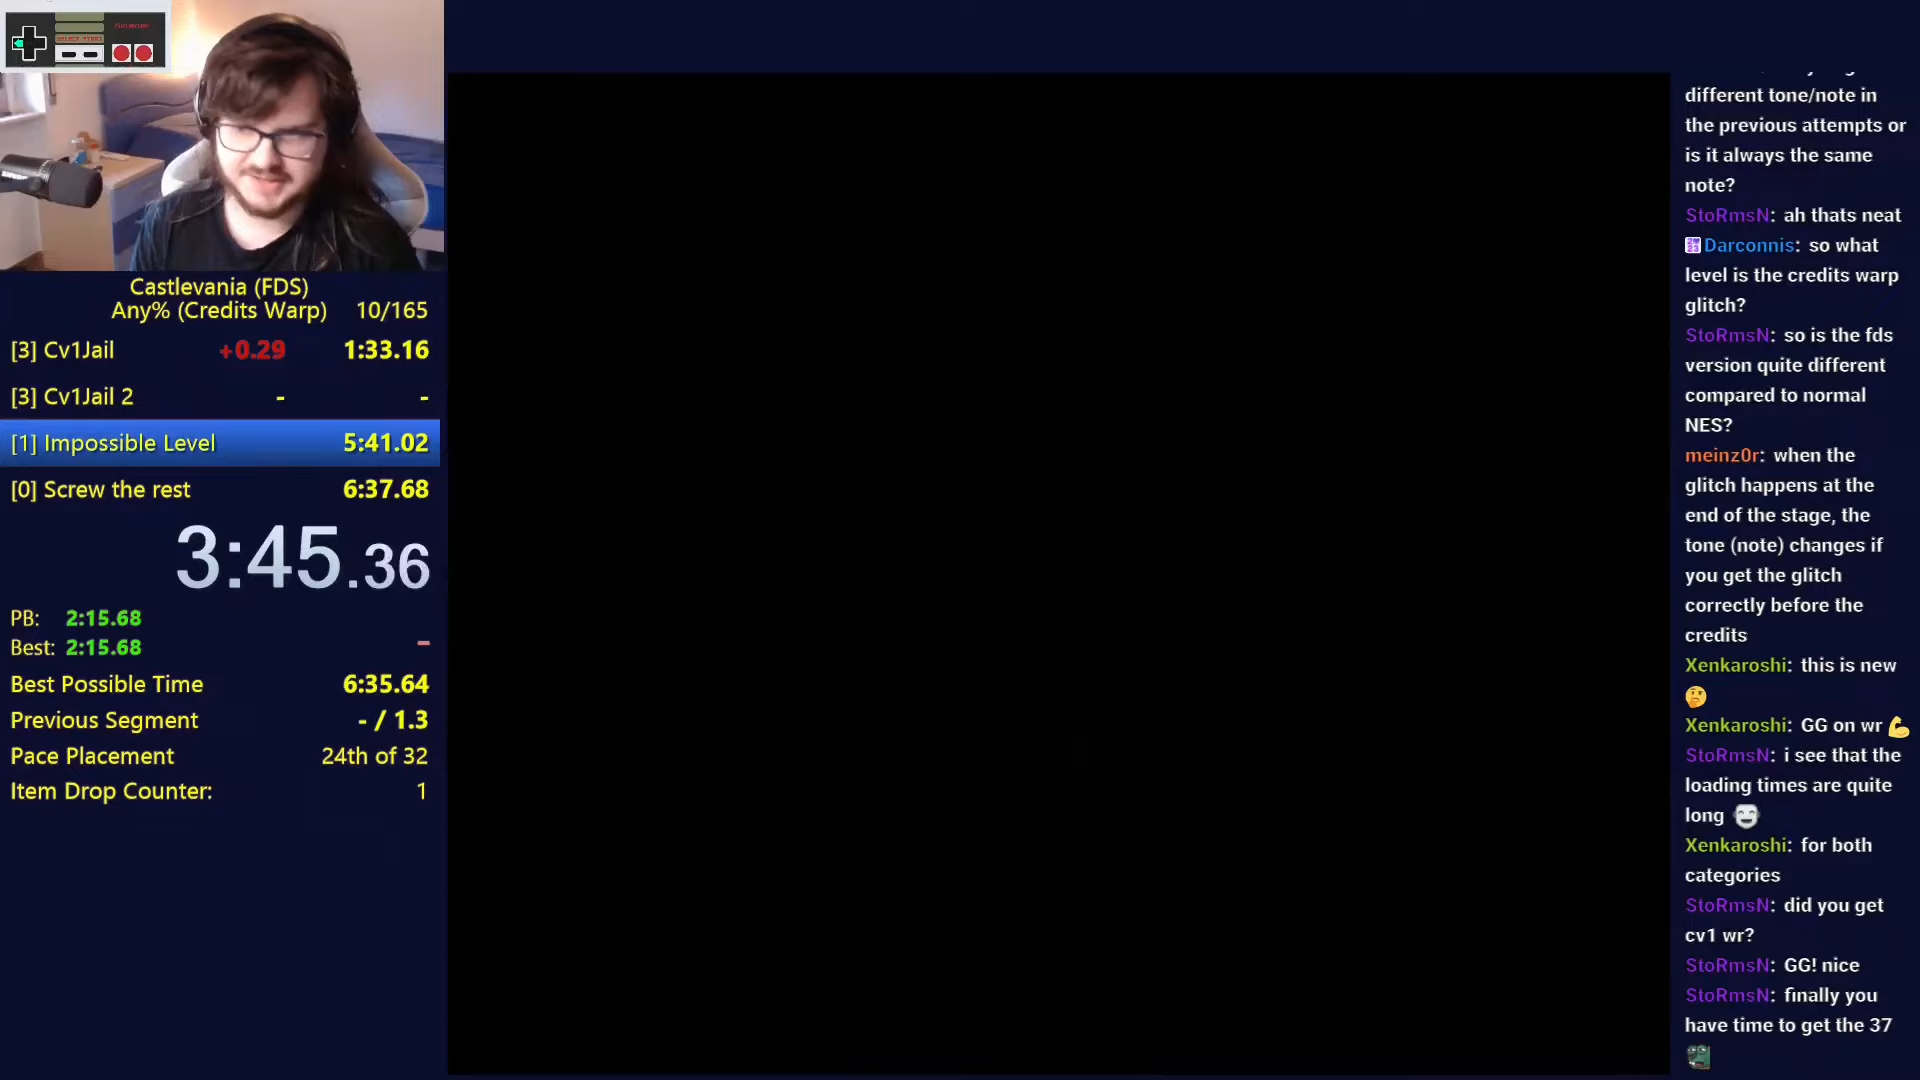 Nintendo
SELECT START
Castlevania (FDS)
Any% (Credits Warp) 10/165
[3] Cv1Jail +0.29 1:33.16
[3] Cv1Jail 2 - -
[1] Impossible Level 5:41.02
[0] Screw the rest 6:37.68
3:45.36
PB: 2:15.68
Best: 2:15.68 -
Best Possible Time 6:35.64
Previous Segment - / 1.3
Pace Placement 24th of 32
Item Drop Counter: 1
different tone/note in
the previous attempts or
is it always the same
note?
StoRmsN: ah thats neat
Darconnis: so what
level is the credits warp
glitch?
StoRmsN: so is the fds
version quite different
compared to normal
NES?
meinz0r: when the
glitch happens at the
end of the stage, the
tone (note) changes if
you get the glitch
correctly before the
credits
Xenkaroshi: this is new
Xenkaroshi: GG on wr
StoRmsN: i see that the
loading times are quite
long
Xenkaroshi: for both
categories
StoRmsN: did you get
cv1 wr?
StoRmsN: GG! nice
StoRmsN: finally you
have time to get the 37